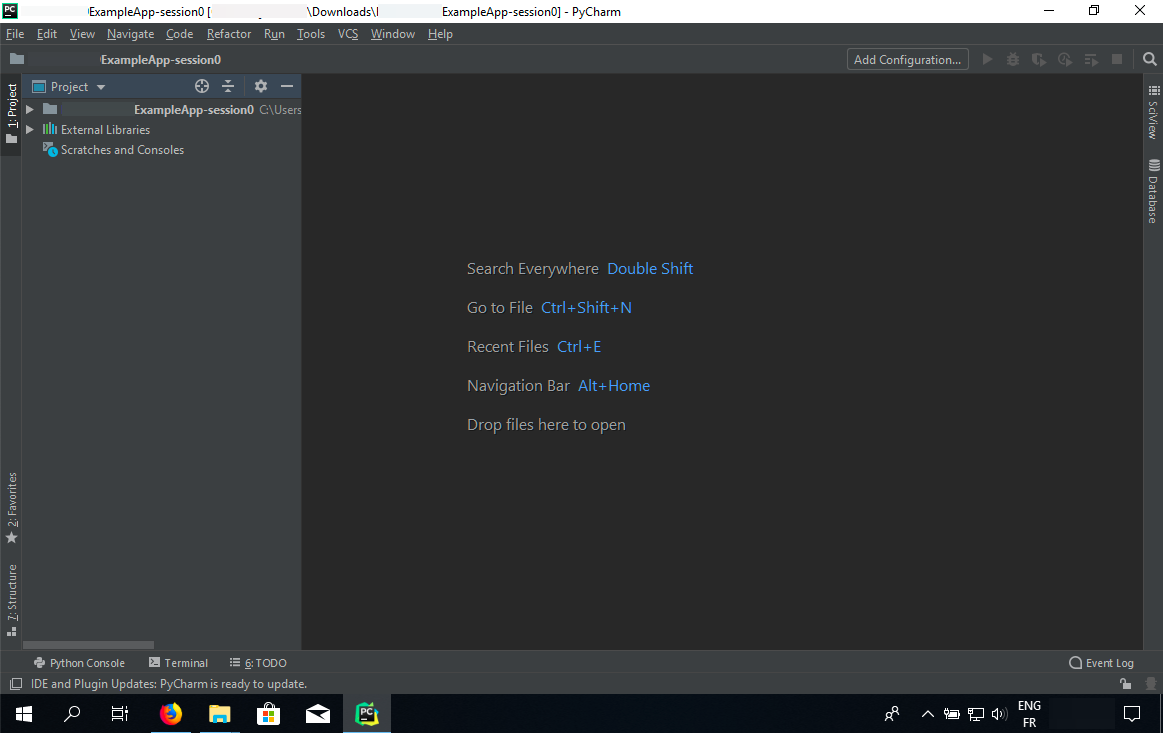 PC ExampleApp-session0 [ \Downloads\ ExampleApp-session0] - PyCharm
File Edit View Navigate Code Refactor Run Tools VCS Window Help
ExampleApp-session0 Add Configuration...
1: Project
Project
ExampleApp-session0 C:\Users
External Libraries
Scratches and Consoles
SciView
Database
Search Everywhere Double Shift
Go to File Ctrl+Shift+N
Recent Files Ctrl+E
Navigation Bar Alt+Home
Drop files here to open
2: Favorites
7: Structure
Python Console Terminal 6: TODO Event Log
IDE and Plugin Updates: PyCharm is ready to update.
PC ENG
FR